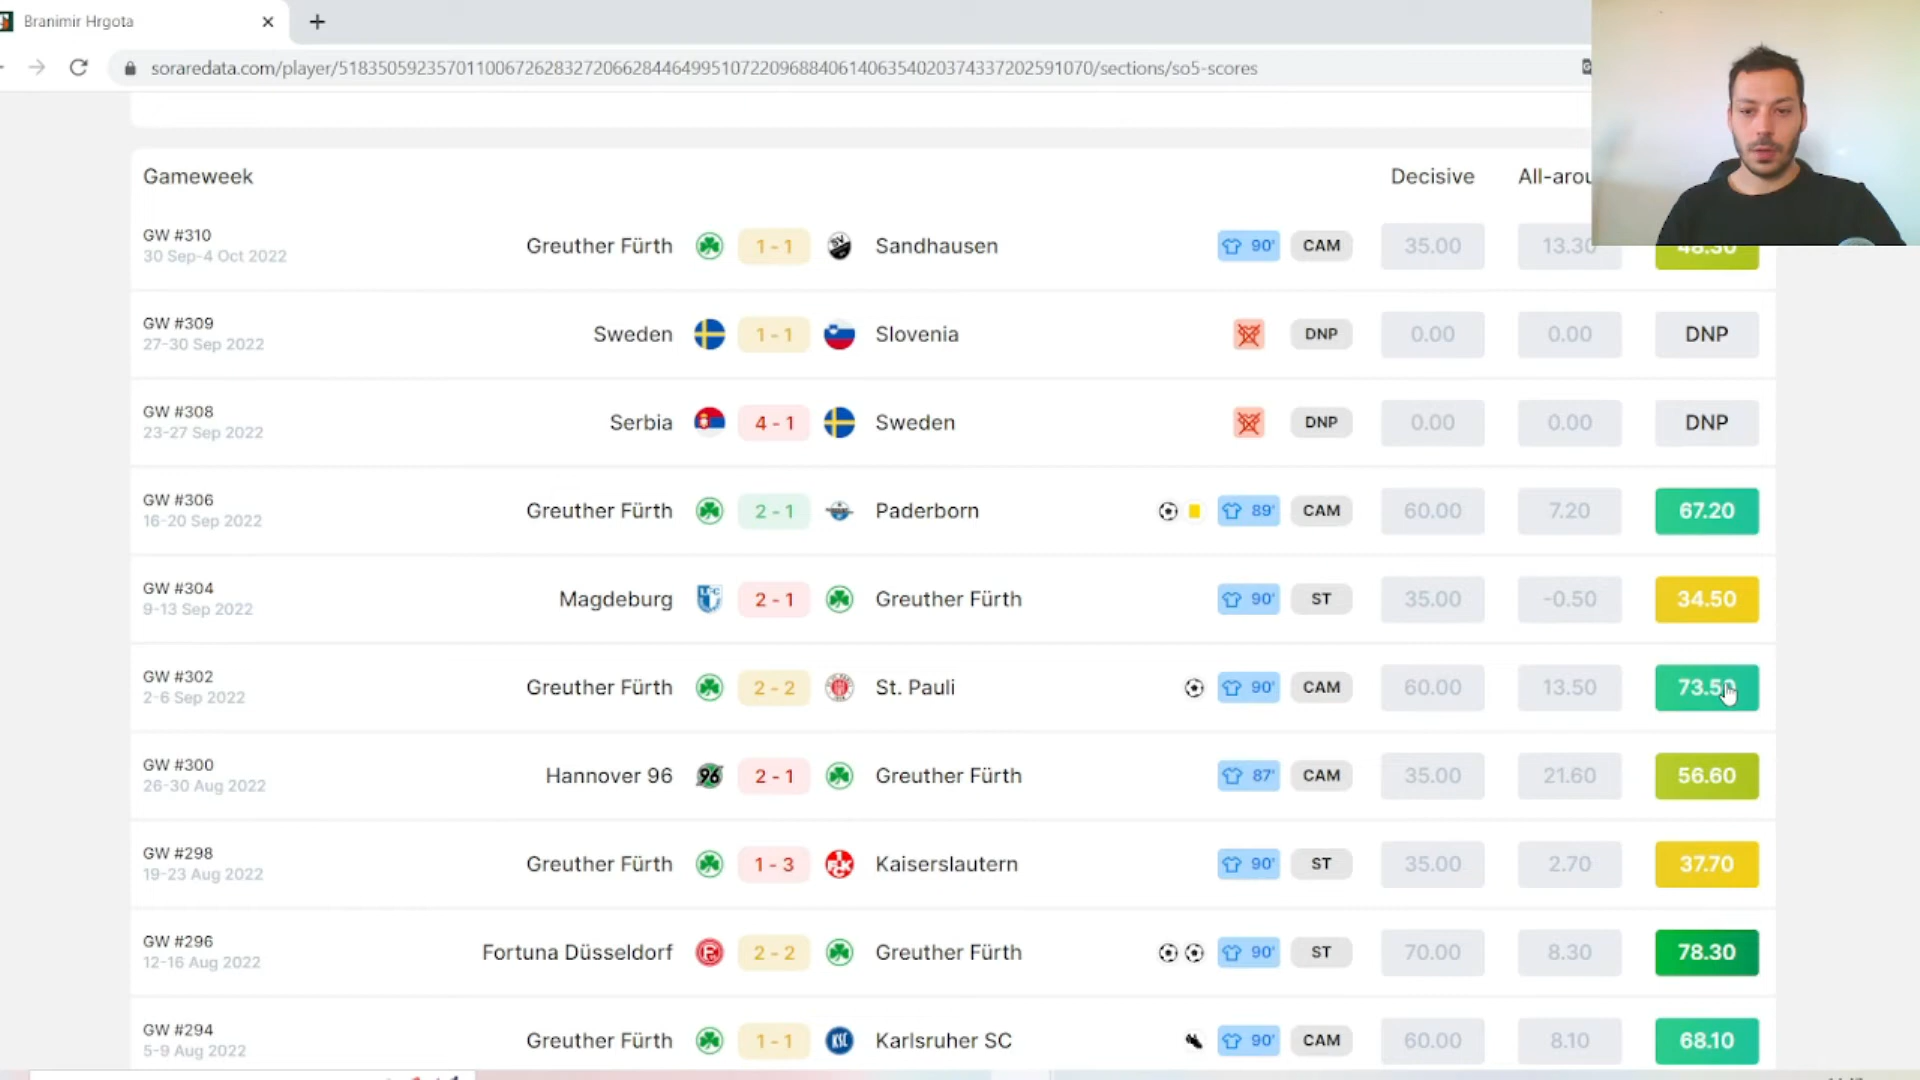 Branimir Hrgota
soraredata.com/player/51835059235701100672628327206628446499510722096884061406354020374337202591070/sections/so5-scores
Gameweek Decisive All-arou
GW #310
30 Sep-4 Oct 2022
Greuther Fürth 1 - 1 Sandhausen 90' CAM 35.00 13.30 48.30
GW #309
27-30 Sep 2022
Sweden 1 - 1 Slovenia DNP 0.00 0.00 DNP
GW #308
23-27 Sep 2022
Serbia 4 - 1 Sweden DNP 0.00 0.00 DNP
GW #306
16-20 Sep 2022
Greuther Fürth 2 - 1 Paderborn 89' CAM 60.00 7.20 67.20
GW #304
9-13 Sep 2022
Magdeburg 2 - 1 Greuther Fürth 90' ST 35.00 -0.50 34.50
GW #302
2-6 Sep 2022
Greuther Fürth 2 - 2 St. Pauli 90' CAM 60.00 13.50 73.50
GW #300
26-30 Aug 2022
Hannover 96 96 2 - 1 Greuther Fürth 87' CAM 35.00 21.60 56.60
GW #298
19-23 Aug 2022
Greuther Fürth 1 - 3 Kaiserslautern 90' ST 35.00 2.70 37.70
GW #296
12-16 Aug 2022
Fortuna Düsseldorf 2 - 2 Greuther Fürth 90' ST 70.00 8.30 78.30
GW #294
5-9 Aug 2022
Greuther Fürth 1 - 1 KSC Karlsruher SC 90' CAM 60.00 8.10 68.10